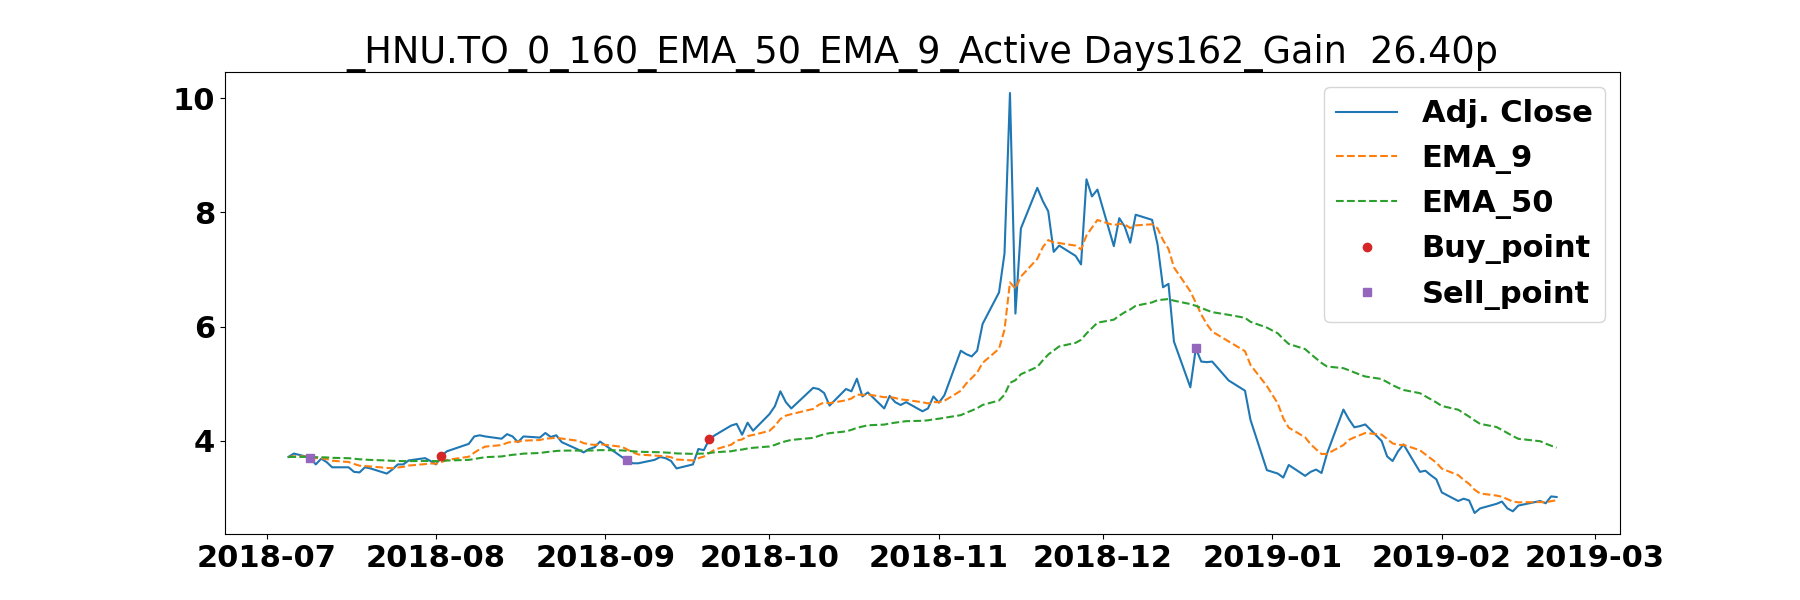 _HNU.TO_0_160_EMA_50_EMA_9_Active Days162_Gain  26.40p
10
8
6
4
Adj. Close
EMA_9
EMA_50
Buy_point
Sell_point
2018-07 2018-08 2018-09 2018-10 2018-11 2018-12 2019-01 2019-02 2019-03